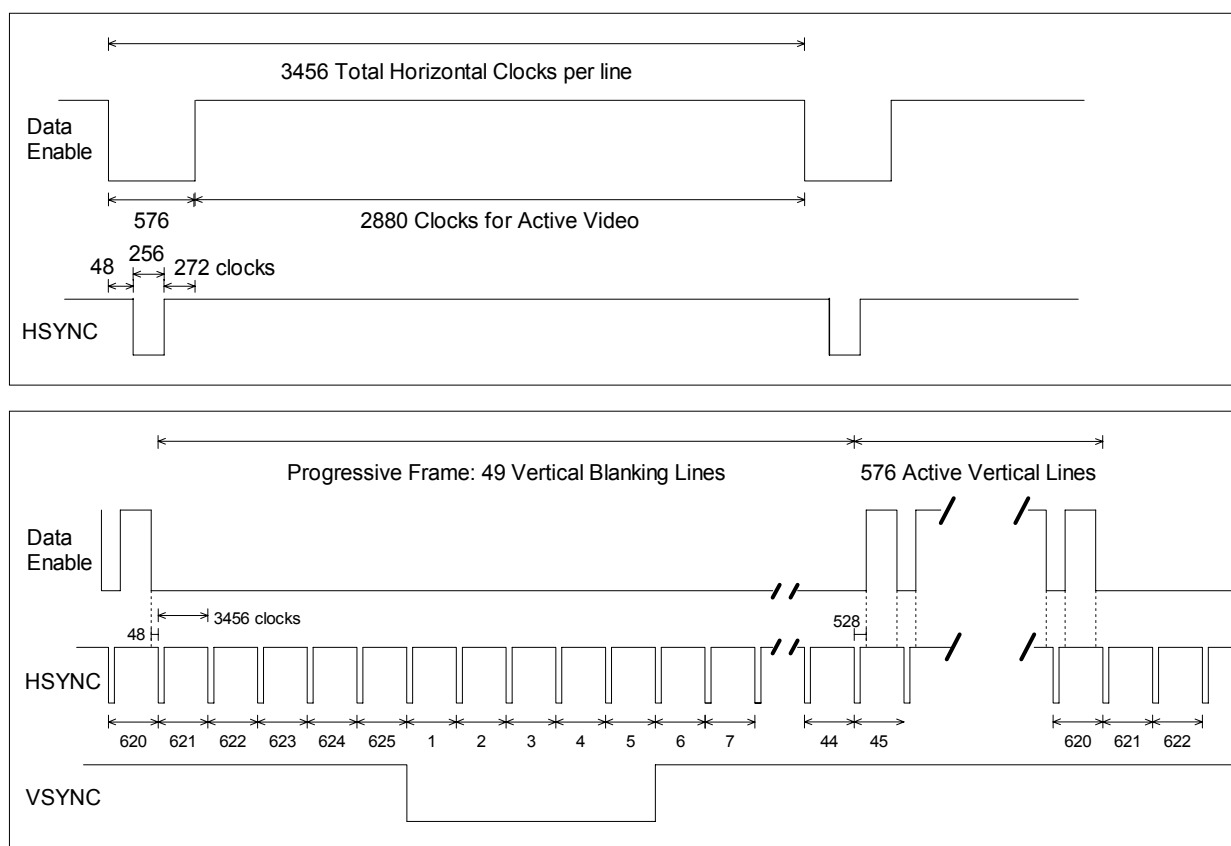 3456 Total Horizontal Clocks per line
Data
Enable
576
2880 Clocks for Active Video
256
48
272 clocks
HSYNC
Progressive Frame: 49 Vertical Blanking Lines
576 Active Vertical Lines
Data
Enable
3456 clocks
48
528
HSYNC
620 621 622 623 624 625 1 2 3 4 5 6 7 44 45 620 621 622
VSYNC